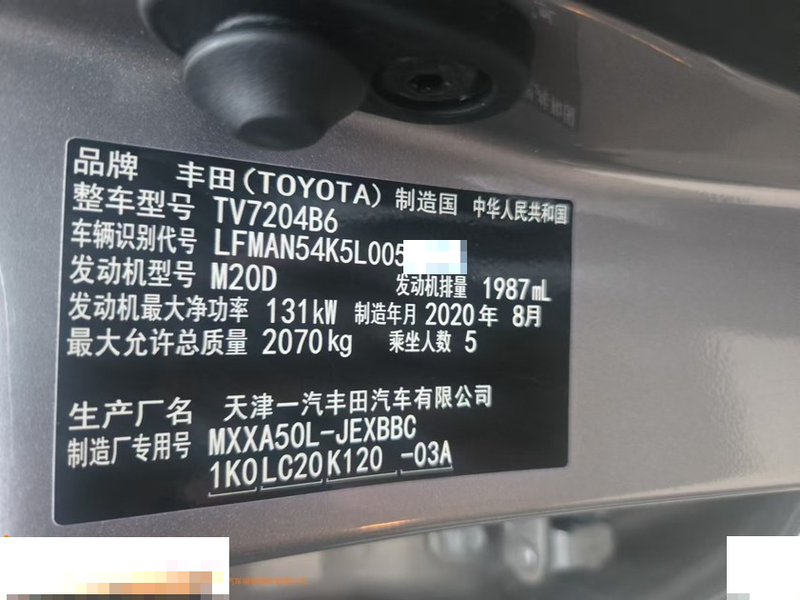 品牌 丰田(TOYOTA) 制造国 中华人民共和国
整车型号 TV7204B6
车辆识别代号 LFMAN54K5L005
发动机型号 M20D 发动机排量 1987mL
发动机最大净功率 131kW 制造年月 2020年 8月
最大允许总质量 2070kg 乘坐人数 5
生产厂名 天津一汽丰田汽车有限公司
制造厂专用号 MXXA50L-JEXBBC
1K0LC20K120 -03A